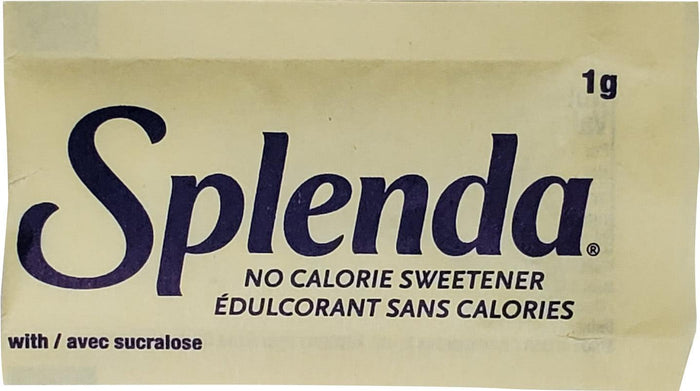 1g
Splenda®
NO CALORIE SWEETENER
ÉDULCORANT SANS CALORIES
with / avec sucralose